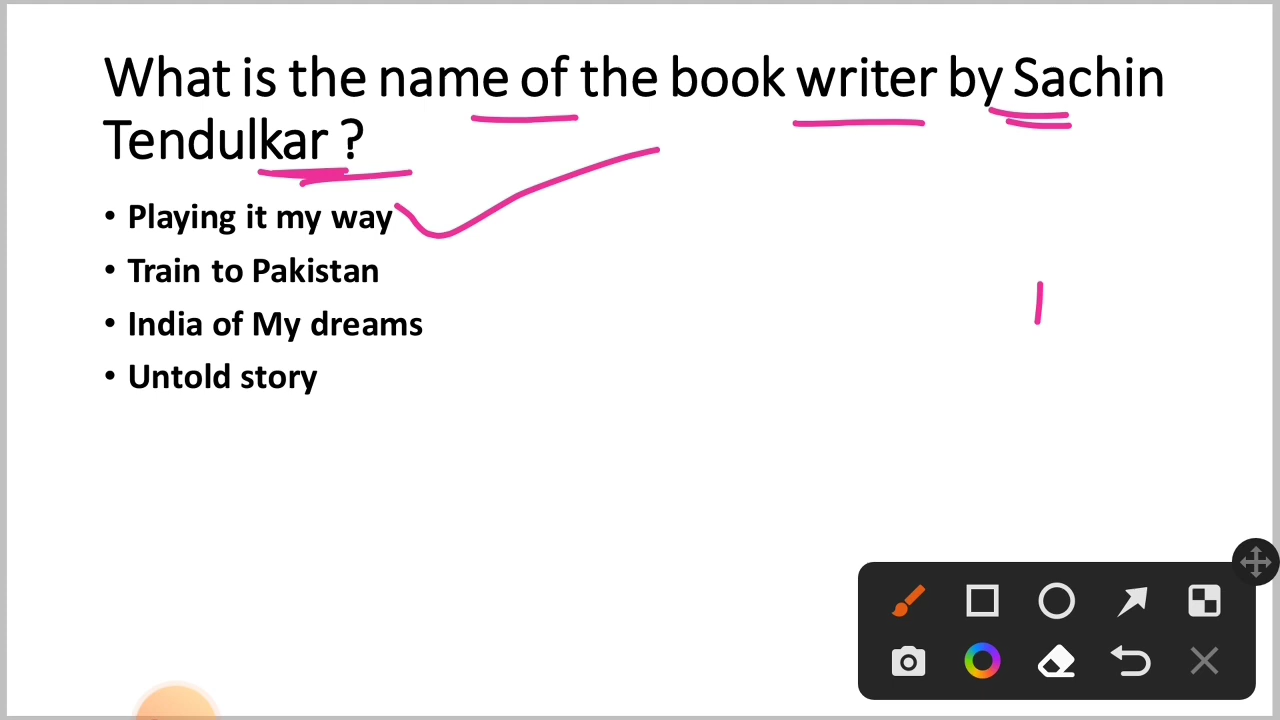 What is the name of the book writer by Sachin
Tendulkar ?
• Playing it my way
• Train to Pakistan
• India of My dreams
• Untold story